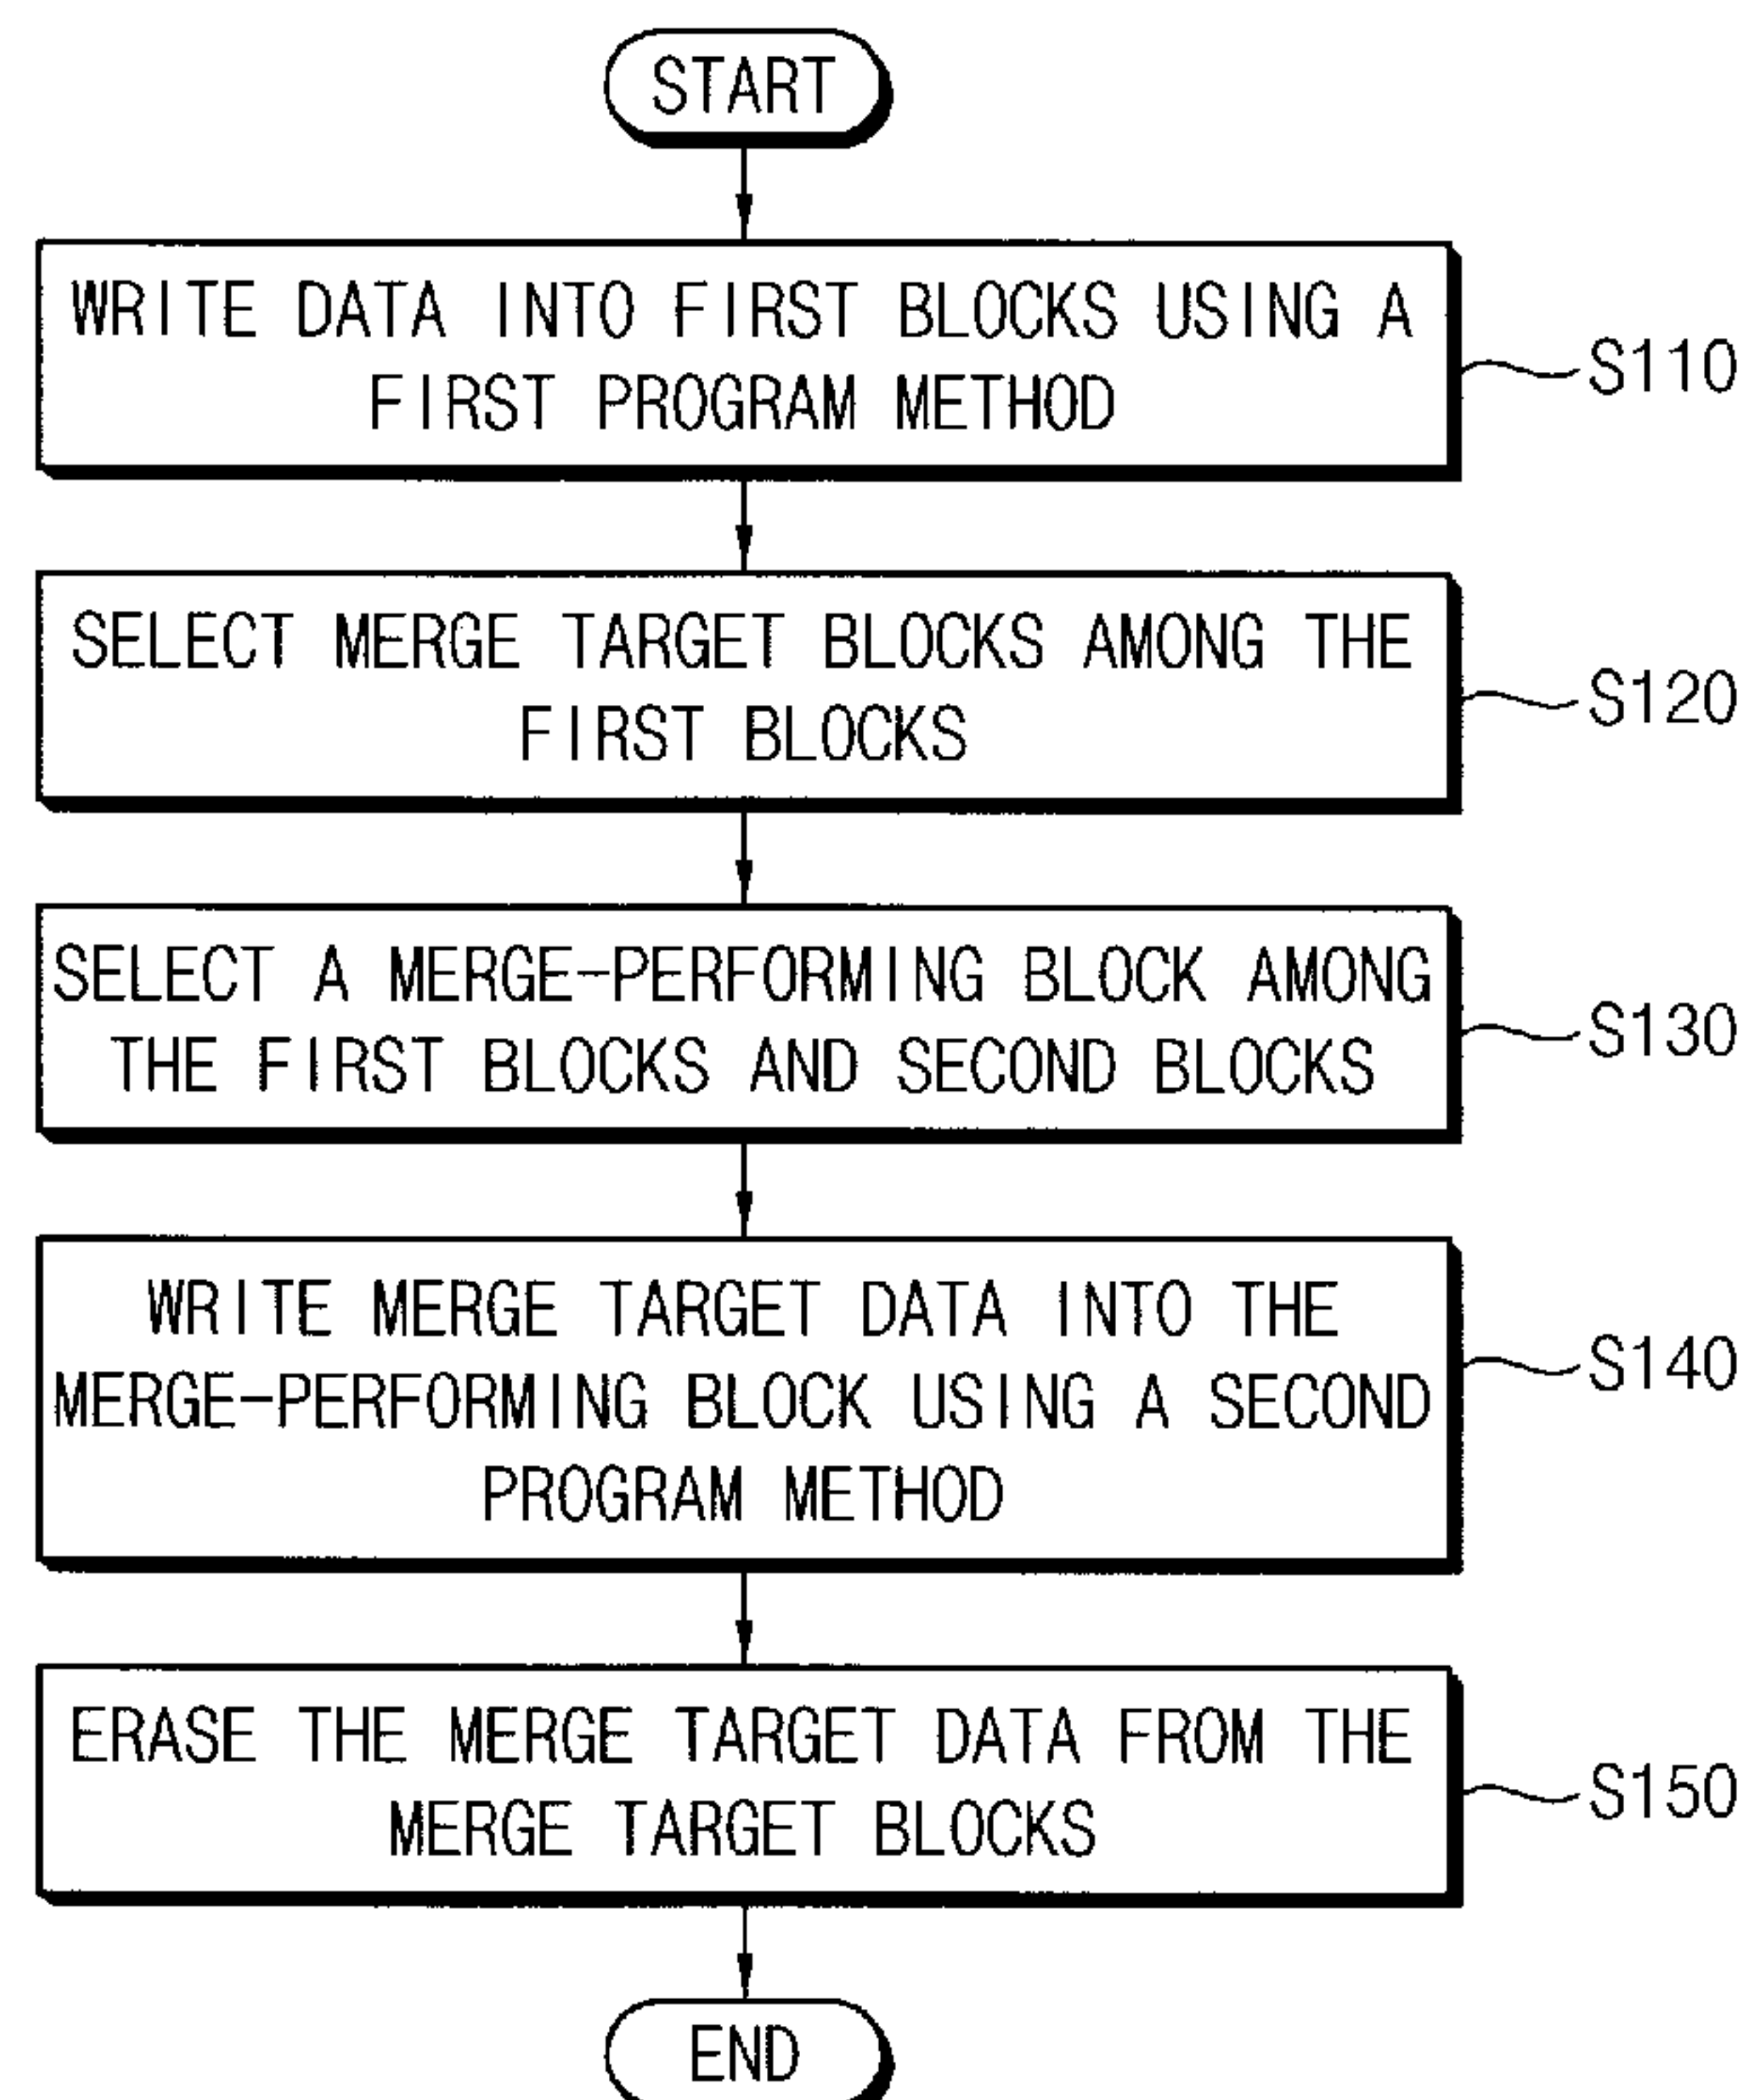 START
WRITE DATA INTO FIRST BLOCKS USING A
FIRST PROGRAM METHOD
S110
SELECT MERGE TARGET BLOCKS AMONG THE
FIRST BLOCKS
S120
SELECT A MERGE-PERFORMING BLOCK AMONG
THE FIRST BLOCKS AND SECOND BLOCKS
S130
WRITE MERGE TARGET DATA INTO THE
MERGE-PERFORMING BLOCK USING A SECOND
PROGRAM METHOD
S140
ERASE THE MERGE TARGET DATA FROM THE
MERGE TARGET BLOCKS
S150
END